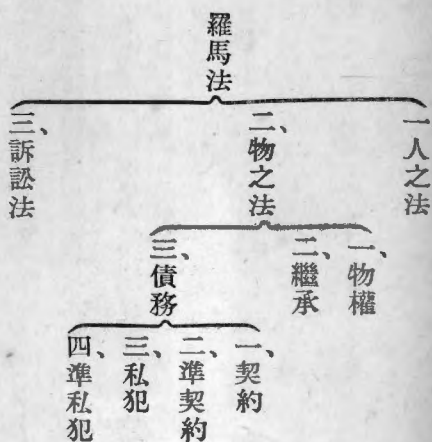 羅馬法
一人之法
二、物之法
一、物權
二、繼承
三、債務
一、契約
二、準契約
三、私犯
四、準私犯
三、訴訟法